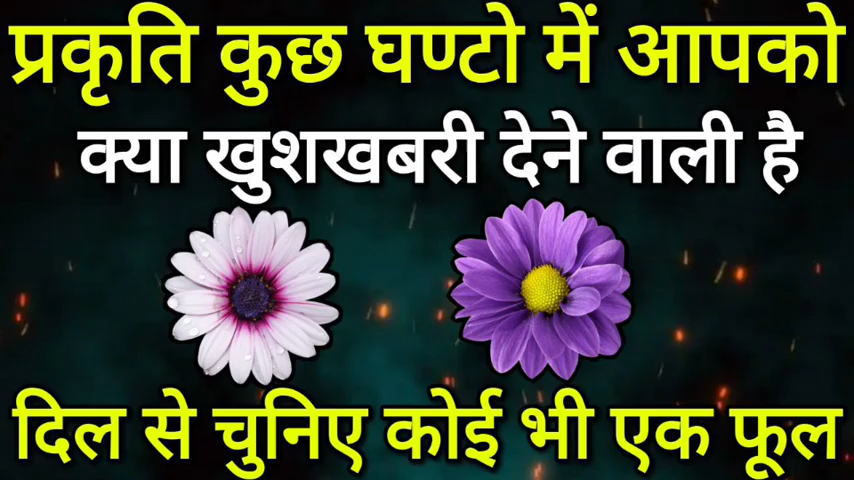 प्रकृति कुछ घण्टो में आपको
क्या खुशखबरी देने वाली है
दिल से चुनिए कोई भी एक फूल